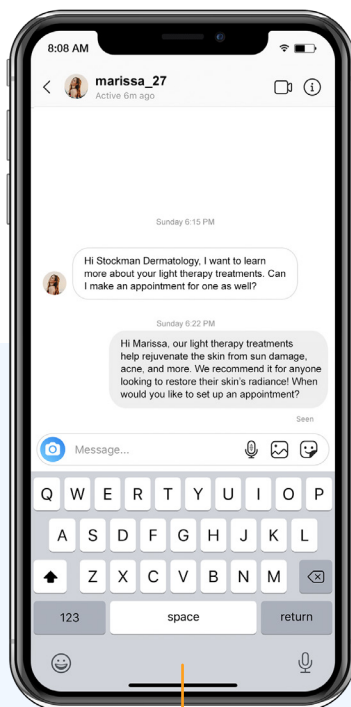 8:08 AM
marissa_27
Active 6m ago
Sunday 6:15 PM
Hi Stockman Dermatology, I want to learn
more about your light therapy treatments. Can
I make an appointment for one as well?
Sunday 6:22 PM
Hi Marissa, our light therapy treatments
help rejuvenate the skin from sun damage,
acne, and more. We recommend it for anyone
looking to restore their skin's radiance! When
would you like to set up an appointment?
Seen
Message...
Q W E R T Y U I O P
A S D F G H J K L
Z X C V B N M
123 space return